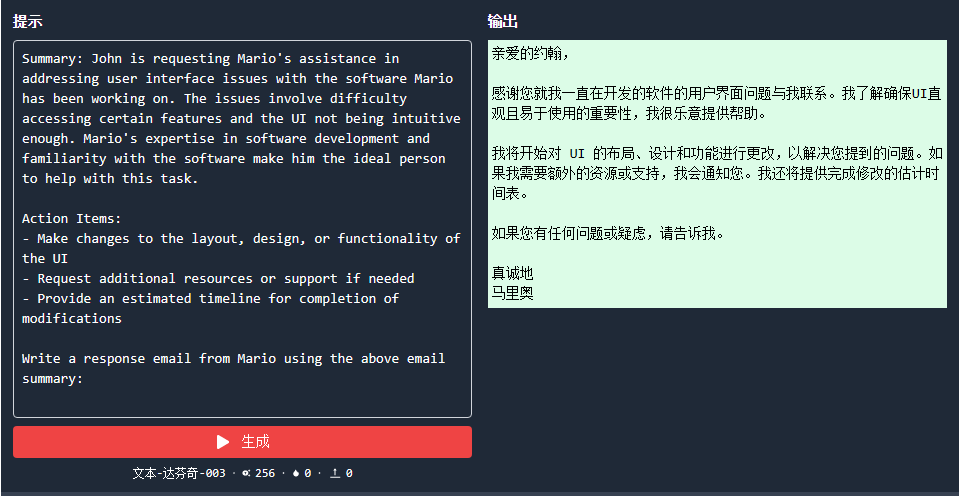 提示
Summary: John is requesting Mario's assistance in
addressing user interface issues with the software Mario
has been working on. The issues involve difficulty
accessing certain features and the UI not being intuitive
enough. Mario's expertise in software development and
familiarity with the software make him the ideal person
to help with this task.
Action Items:
- Make changes to the layout, design, or functionality of
the UI
- Request additional resources or support if needed
- Provide an estimated timeline for completion of
modifications
Write a response email from Mario using the above email
summary:
生成
文本-达芬奇-003 · 256 · 0 · 0
输出
亲爱的约翰，
感谢您就我一直在开发的软件的用户界面问题与我联系。我了解确保UI直
观且易于使用的重要性，我很乐意提供帮助。
我将开始对 UI 的布局、设计和功能进行更改，以解决您提到的问题。如
果我需要额外的资源或支持，我会通知您。我还将提供完成修改的估计时
间表。
如果您有任何问题或疑虑，请告诉我。
真诚地
马里奥